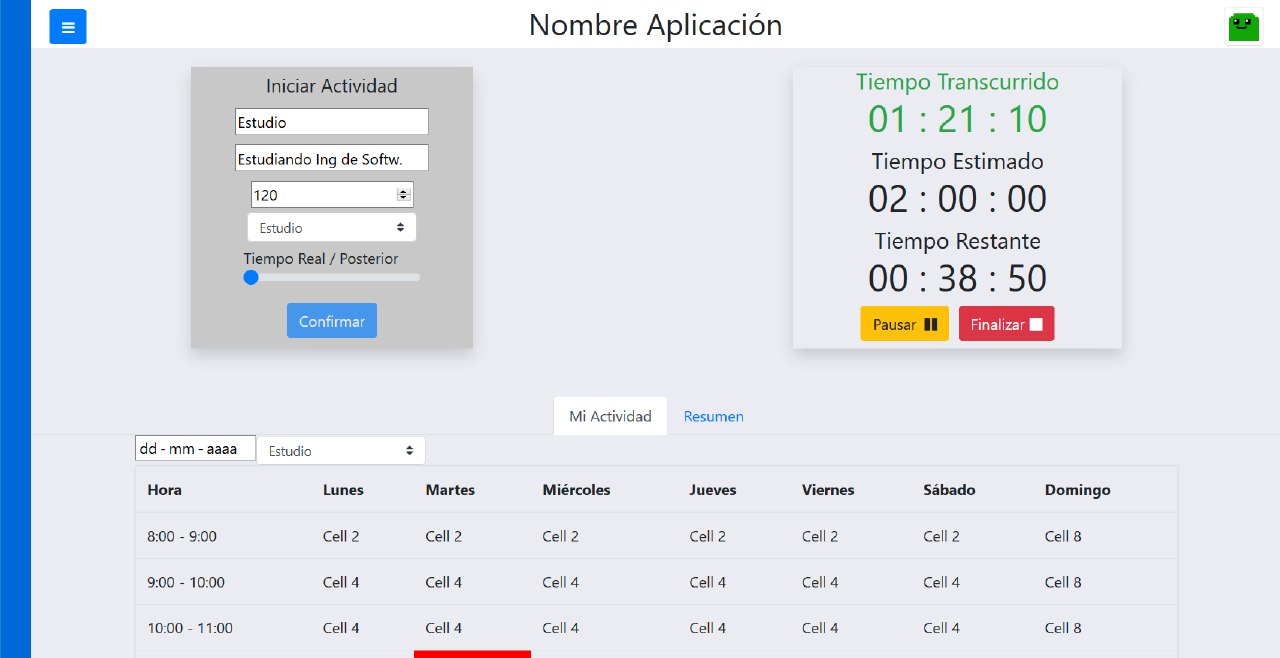 Nombre Aplicación
Iniciar Actividad
Estudio
Estudiando Ing de Softw.
120
Estudio
Tiempo Real / Posterior
Confirmar
Tiempo Transcurrido
01 : 21 : 10
Tiempo Estimado
02 : 00 : 00
Tiempo Restante
00 : 38 : 50
Pausar Finalizar
Mi Actividad Resumen
dd - mm - aaaa Estudio
Hora Lunes Martes Miércoles Jueves Viernes Sábado Domingo
8:00 - 9:00 Cell 2 Cell 2 Cell 2 Cell 2 Cell 2 Cell 2 Cell 8
9:00 - 10:00 Cell 4 Cell 4 Cell 4 Cell 4 Cell 4 Cell 4 Cell 8
10:00 - 11:00 Cell 4 Cell 4 Cell 4 Cell 4 Cell 4 Cell 4 Cell 8